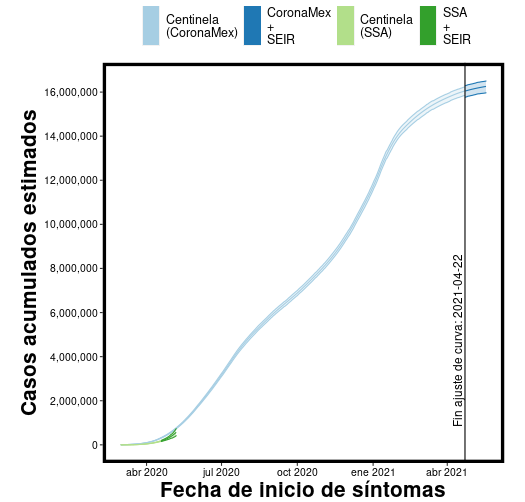 Centinela
(CoronaMex)
CoronaMex
+
SEIR
Centinela
(SSA)
SSA
+
SEIR
Casos acumulados estimados
16,000,000
14,000,000
12,000,000
10,000,000
8,000,000
6,000,000
4,000,000
2,000,000
0
Fin ajuste de curva: 2021-04-22
abr 2020
jul 2020
oct 2020
ene 2021
abr 2021
Fecha de inicio de síntomas